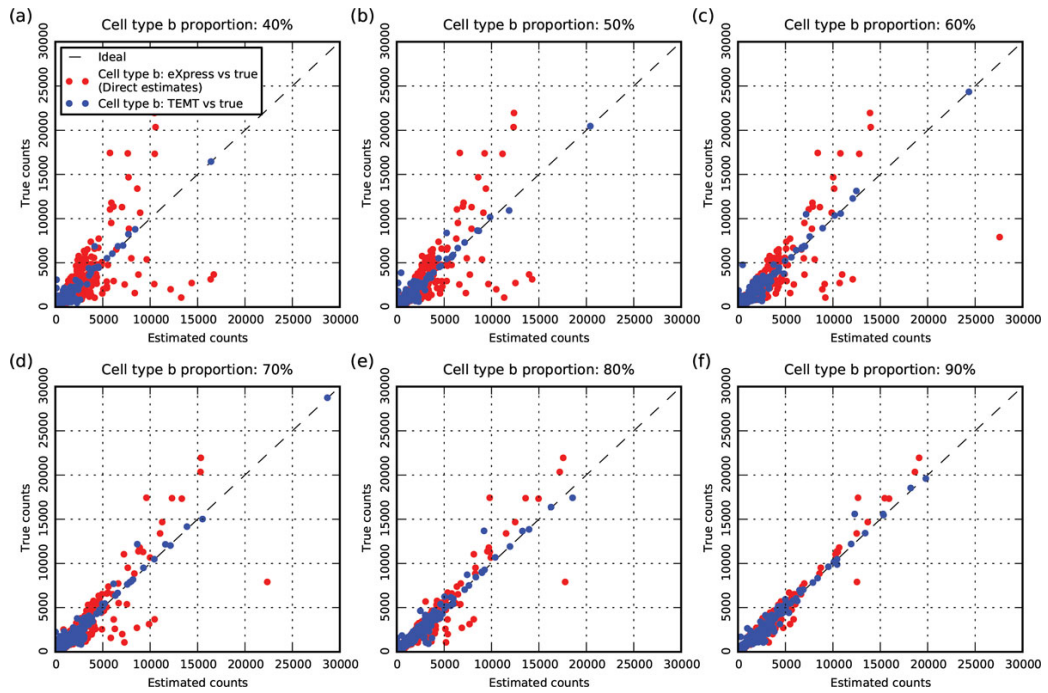 (a)
Cell type b proportion: 40%
Ideal
Cell type b: eXpress vs true
(Direct estimates)
Cell type b: TEMT vs true
True counts
30000
25000
20000
15000
10000
5000
0
0 5000 10000 15000 20000 25000 30000
Estimated counts
(b)
Cell type b proportion: 50%
True counts
30000
25000
20000
15000
10000
5000
0
0 5000 10000 15000 20000 25000 30000
Estimated counts
(c)
Cell type b proportion: 60%
True counts
30000
25000
20000
15000
10000
5000
0
0 5000 10000 15000 20000 25000 30000
Estimated counts
(d)
Cell type b proportion: 70%
True counts
30000
25000
20000
15000
10000
5000
0
0 5000 10000 15000 20000 25000 30000
Estimated counts
(e)
Cell type b proportion: 80%
True counts
30000
25000
20000
15000
10000
5000
0
0 5000 10000 15000 20000 25000 30000
Estimated counts
(f)
Cell type b proportion: 90%
True counts
30000
25000
20000
15000
10000
5000
0
0 5000 10000 15000 20000 25000 30000
Estimated counts